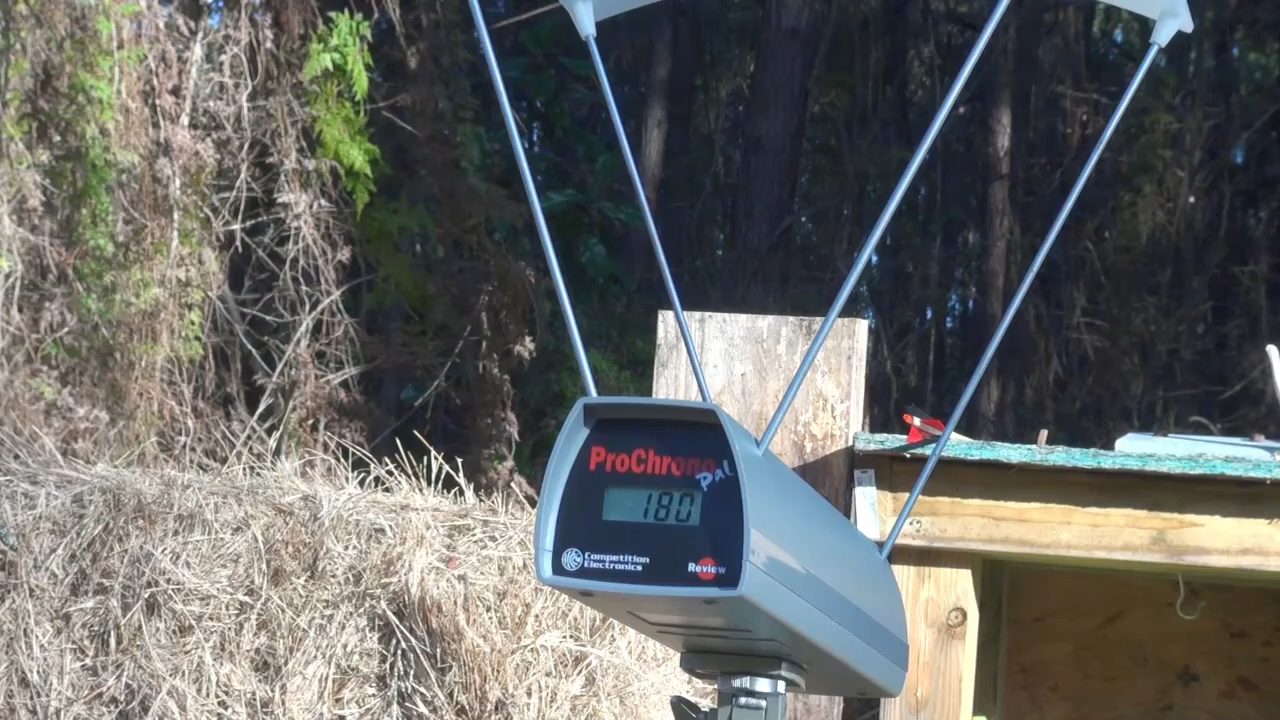 ProChrono
Pal
180
Competition
Electronics
Review